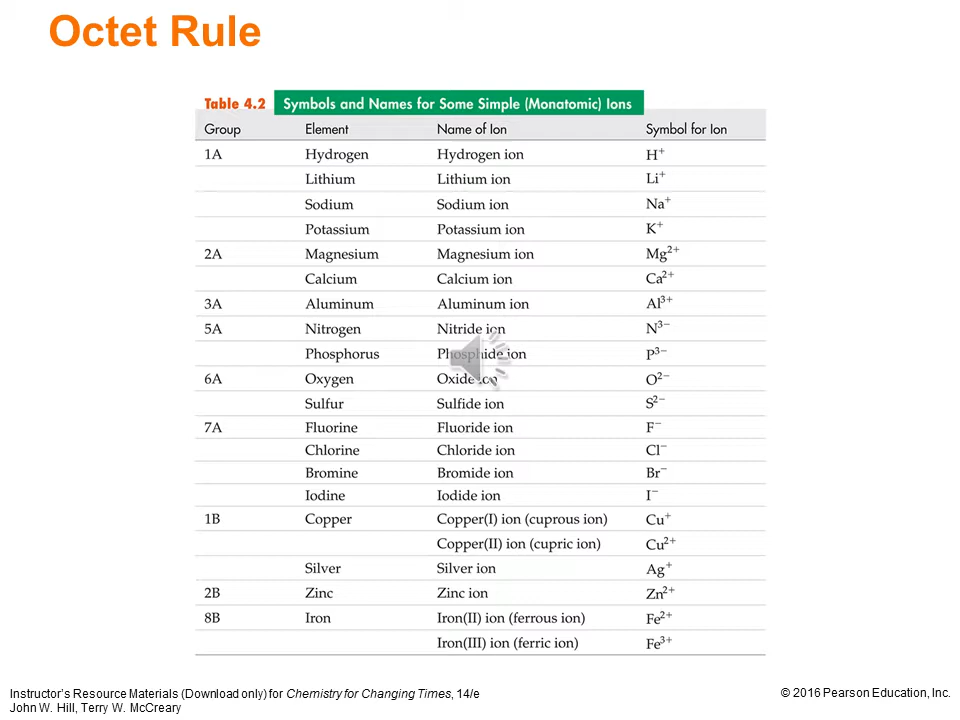 Octet Rule
Table 4.2 Symbols and Names for Some Simple (Monatomic) Ions
Group Element Name of Ion Symbol for Ion
1A Hydrogen Hydrogen ion H⁺
Lithium Lithium ion Li⁺
Sodium Sodium ion Na⁺
Potassium Potassium ion K⁺
2A Magnesium Magnesium ion Mg²⁺
Calcium Calcium ion Ca²⁺
3A Aluminum Aluminum ion Al³⁺
5A Nitrogen Nitride ion N³⁻
Phosphorus Phosphide ion P³⁻
6A Oxygen Oxide ion O²⁻
Sulfur Sulfide ion S²⁻
7A Fluorine Fluoride ion F⁻
Chlorine Chloride ion Cl⁻
Bromine Bromide ion Br⁻
Iodine Iodide ion I⁻
1B Copper Copper(I) ion (cuprous ion) Cu⁺
Copper(II) ion (cupric ion) Cu²⁺
Silver Silver ion Ag⁺
2B Zinc Zinc ion Zn²⁺
8B Iron Iron(II) ion (ferrous ion) Fe²⁺
Iron(III) ion (ferric ion) Fe³⁺
Instructor's Resource Materials (Download only) for Chemistry for Changing Times, 14/e
John W. Hill, Terry W. McCreary
© 2016 Pearson Education, Inc.